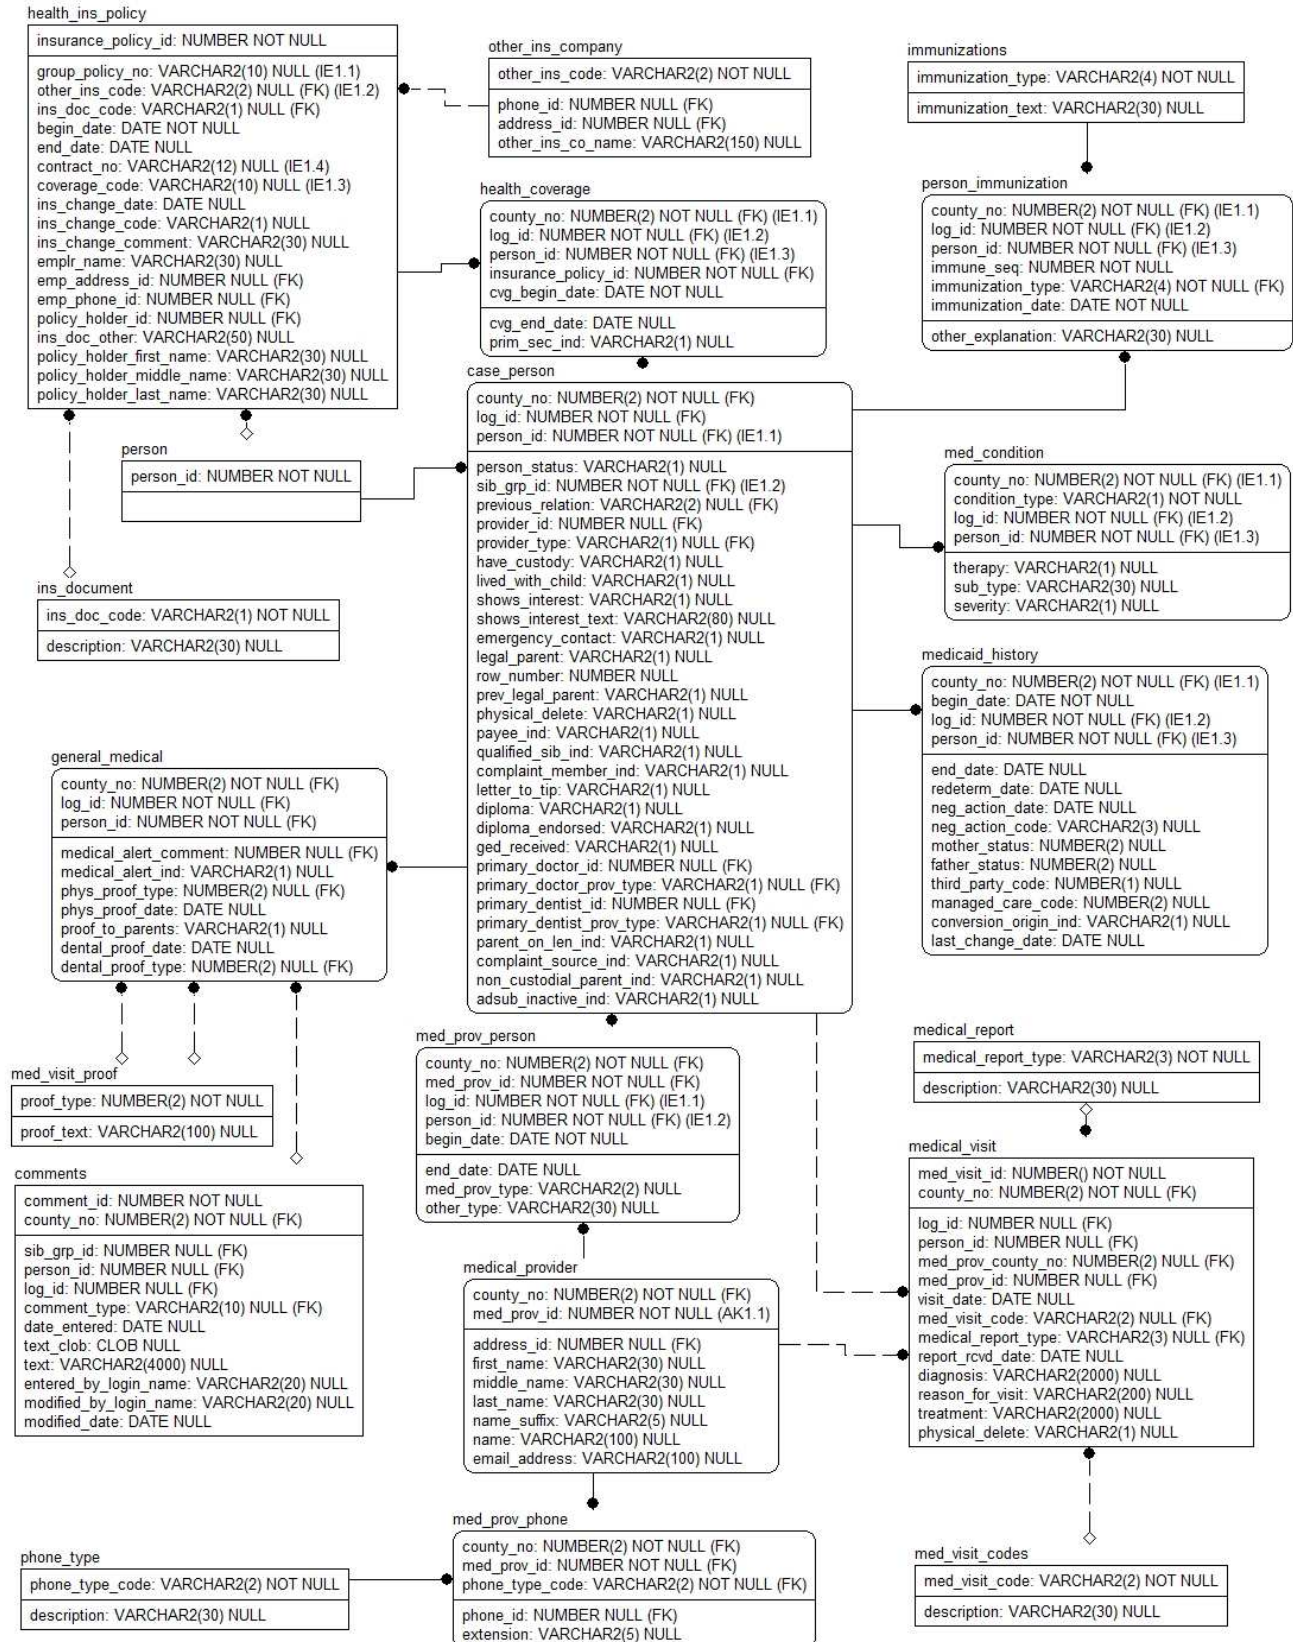 health_ins_policy
insurance_policy_id: NUMBER NOT NULL
group_policy_no: VARCHAR2(10) NULL (IE1.1)
other_ins_code: VARCHAR2(2) NULL (FK) (IE1.2)
ins_doc_code: VARCHAR2(1) NULL (FK)
begin_date: DATE NOT NULL
end_date: DATE NULL
contract_no: VARCHAR2(12) NULL (IE1.4)
coverage_code: VARCHAR2(10) NULL (IE1.3)
ins_change_date: DATE NULL
ins_change_code: VARCHAR2(1) NULL
ins_change_comment: VARCHAR2(30) NULL
emplr_name: VARCHAR2(30) NULL
emp_address_id: NUMBER NULL (FK)
emp_phone_id: NUMBER NULL (FK)
policy_holder_id: NUMBER NULL (FK)
ins_doc_other: VARCHAR2(50) NULL
policy_holder_first_name: VARCHAR2(30) NULL
policy_holder_middle_name: VARCHAR2(30) NULL
policy_holder_last_name: VARCHAR2(30) NULL
other_ins_company
other_ins_code: VARCHAR2(2) NOT NULL
phone_id: NUMBER NULL (FK)
address_id: NUMBER NULL (FK)
other_ins_co_name: VARCHAR2(150) NULL
immunizations
immunization_type: VARCHAR2(4) NOT NULL
immunization_text: VARCHAR2(30) NULL
health_coverage
county_no: NUMBER(2) NOT NULL (FK) (IE1.1)
log_id: NUMBER NOT NULL (FK) (IE1.2)
person_id: NUMBER NOT NULL (FK) (IE1.3)
insurance_policy_id: NUMBER NOT NULL (FK)
cvg_begin_date: DATE NOT NULL
cvg_end_date: DATE NULL
prim_sec_ind: VARCHAR2(1) NULL
person_immunization
county_no: NUMBER(2) NOT NULL (FK) (IE1.1)
log_id: NUMBER NOT NULL (FK) (IE1.2)
person_id: NUMBER NOT NULL (FK) (IE1.3)
immune_seq: NUMBER NOT NULL
immunization_type: VARCHAR2(4) NOT NULL (FK)
immunization_date: DATE NOT NULL
other_explanation: VARCHAR2(30) NULL
person
person_id: NUMBER NOT NULL
case_person
county_no: NUMBER(2) NOT NULL (FK)
log_id: NUMBER NOT NULL (FK)
person_id: NUMBER NOT NULL (FK) (IE1.1)
person_status: VARCHAR2(1) NULL
sib_grp_id: NUMBER NOT NULL (FK) (IE1.2)
previous_relation: VARCHAR2(2) NULL (FK)
provider_id: NUMBER NULL (FK)
provider_type: VARCHAR2(1) NULL (FK)
have_custody: VARCHAR2(1) NULL
lived_with_child: VARCHAR2(1) NULL
shows_interest: VARCHAR2(1) NULL
shows_interest_text: VARCHAR2(80) NULL
emergency_contact: VARCHAR2(1) NULL
legal_parent: VARCHAR2(1) NULL
row_number: NUMBER NULL
prev_legal_parent: VARCHAR2(1) NULL
physical_delete: VARCHAR2(1) NULL
payee_ind: VARCHAR2(1) NULL
qualified_sib_ind: VARCHAR2(1) NULL
complaint_member_ind: VARCHAR2(1) NULL
letter_to_tip: VARCHAR2(1) NULL
diploma: VARCHAR2(1) NULL
diploma_endorsed: VARCHAR2(1) NULL
ged_received: VARCHAR2(1) NULL
primary_doctor_id: NUMBER NULL (FK)
primary_doctor_prov_type: VARCHAR2(1) NULL (FK)
primary_dentist_id: NUMBER NULL (FK)
primary_dentist_prov_type: VARCHAR2(1) NULL (FK)
parent_on_len_ind: VARCHAR2(1) NULL
complaint_source_ind: VARCHAR2(1) NULL
non_custodial_parent_ind: VARCHAR2(1) NULL
adsub_inactive_ind: VARCHAR2(1) NULL
med_condition
county_no: NUMBER(2) NOT NULL (FK) (IE1.1)
condition_type: VARCHAR2(1) NOT NULL
log_id: NUMBER NOT NULL (FK) (IE1.2)
person_id: NUMBER NOT NULL (FK) (IE1.3)
therapy: VARCHAR2(1) NULL
sub_type: VARCHAR2(30) NULL
severity: VARCHAR2(1) NULL
ins_document
ins_doc_code: VARCHAR2(1) NOT NULL
description: VARCHAR2(30) NULL
medicaid_history
county_no: NUMBER(2) NOT NULL (FK) (IE1.1)
begin_date: DATE NOT NULL
log_id: NUMBER NOT NULL (FK) (IE1.2)
person_id: NUMBER NOT NULL (FK) (IE1.3)
end_date: DATE NULL
redeterm_date: DATE NULL
neg_action_date: DATE NULL
neg_action_code: VARCHAR2(3) NULL
mother_status: NUMBER(2) NULL
father_status: NUMBER(2) NULL
third_party_code: NUMBER(1) NULL
managed_care_code: NUMBER(2) NULL
conversion_origin_ind: VARCHAR2(1) NULL
last_change_date: DATE NULL
general_medical
county_no: NUMBER(2) NOT NULL (FK)
log_id: NUMBER NOT NULL (FK)
person_id: NUMBER NOT NULL (FK)
medical_alert_comment: NUMBER NULL (FK)
medical_alert_ind: VARCHAR2(1) NULL
phys_proof_type: NUMBER(2) NULL (FK)
phys_proof_date: DATE NULL
proof_to_parents: VARCHAR2(1) NULL
dental_proof_date: DATE NULL
dental_proof_type: NUMBER(2) NULL (FK)
med_visit_proof
proof_type: NUMBER(2) NOT NULL
proof_text: VARCHAR2(100) NULL
med_prov_person
county_no: NUMBER(2) NOT NULL (FK)
med_prov_id: NUMBER NOT NULL (FK)
log_id: NUMBER NOT NULL (FK) (IE1.1)
person_id: NUMBER NOT NULL (FK) (IE1.2)
begin_date: DATE NOT NULL
end_date: DATE NULL
med_prov_type: VARCHAR2(2) NULL
other_type: VARCHAR2(30) NULL
medical_report
medical_report_type: VARCHAR2(3) NOT NULL
description: VARCHAR2(30) NULL
comments
comment_id: NUMBER NOT NULL
county_no: NUMBER(2) NOT NULL (FK)
sib_grp_id: NUMBER NULL (FK)
person_id: NUMBER NULL (FK)
log_id: NUMBER NULL (FK)
comment_type: VARCHAR2(10) NULL (FK)
date_entered: DATE NULL
text_clob: CLOB NULL
text: VARCHAR2(4000) NULL
entered_by_login_name: VARCHAR2(20) NULL
modified_by_login_name: VARCHAR2(20) NULL
modified_date: DATE NULL
medical_visit
med_visit_id: NUMBER() NOT NULL
county_no: NUMBER(2) NOT NULL (FK)
log_id: NUMBER NULL (FK)
person_id: NUMBER NULL (FK)
med_prov_county_no: NUMBER(2) NULL (FK)
med_prov_id: NUMBER NULL (FK)
visit_date: DATE NULL
med_visit_code: VARCHAR2(2) NULL (FK)
medical_report_type: VARCHAR2(3) NULL (FK)
report_rcvd_date: DATE NULL
diagnosis: VARCHAR2(2000) NULL
reason_for_visit: VARCHAR2(200) NULL
treatment: VARCHAR2(2000) NULL
physical_delete: VARCHAR2(1) NULL
medical_provider
county_no: NUMBER(2) NOT NULL (FK)
med_prov_id: NUMBER NOT NULL (AK1.1)
address_id: NUMBER NULL (FK)
first_name: VARCHAR2(30) NULL
middle_name: VARCHAR2(30) NULL
last_name: VARCHAR2(30) NULL
name_suffix: VARCHAR2(5) NULL
name: VARCHAR2(100) NULL
email_address: VARCHAR2(100) NULL
phone_type
phone_type_code: VARCHAR2(2) NOT NULL
description: VARCHAR2(30) NULL
med_prov_phone
county_no: NUMBER(2) NOT NULL (FK)
med_prov_id: NUMBER NOT NULL (FK)
phone_type_code: VARCHAR2(2) NOT NULL (FK)
phone_id: NUMBER NULL (FK)
extension: VARCHAR2(5) NULL
med_visit_codes
med_visit_code: VARCHAR2(2) NOT NULL
description: VARCHAR2(30) NULL